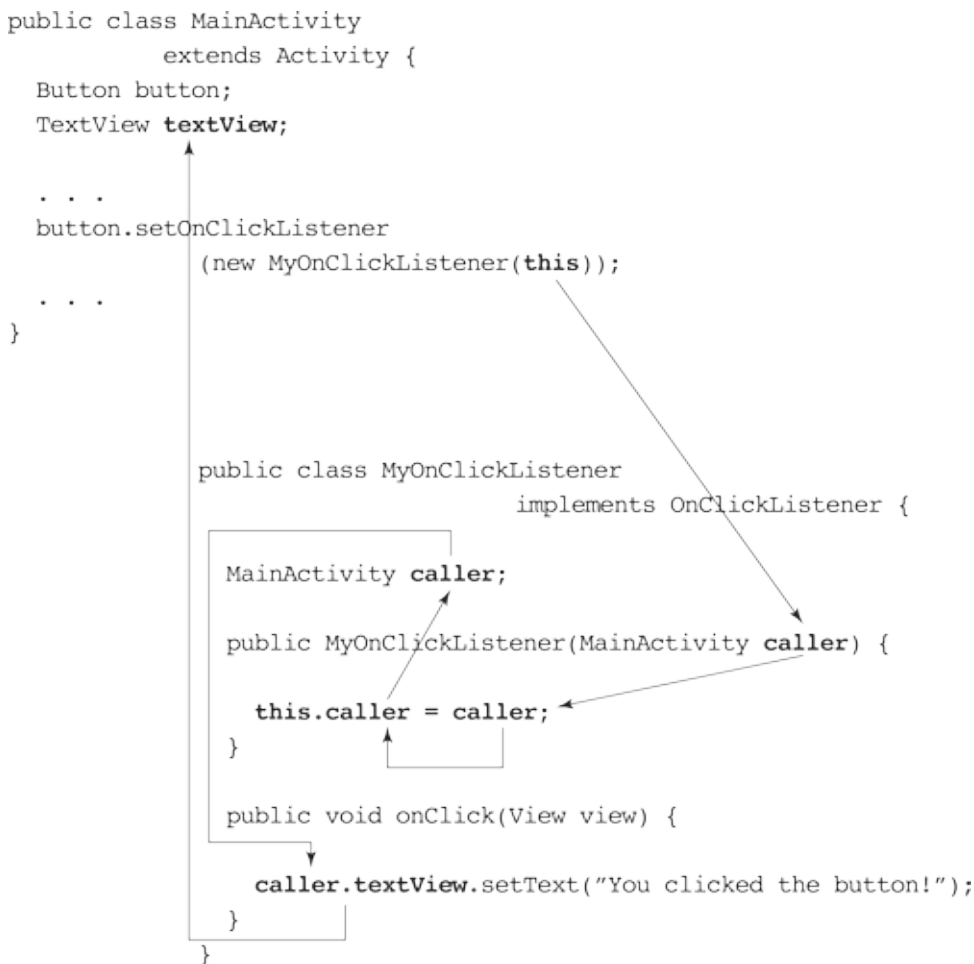 public class MainActivity
extends Activity {
Button button;
TextView textView;
. . .
button.setOnClickListener
(new MyOnClickListener(this));
. . .
}
public class MyOnClickListener
implements OnClickListener {
MainActivity caller;
public MyOnClickListener(MainActivity caller) {
this.caller = caller;
}
public void onClick(View view) {
caller.textView.setText(″You clicked the button!″);
}
}